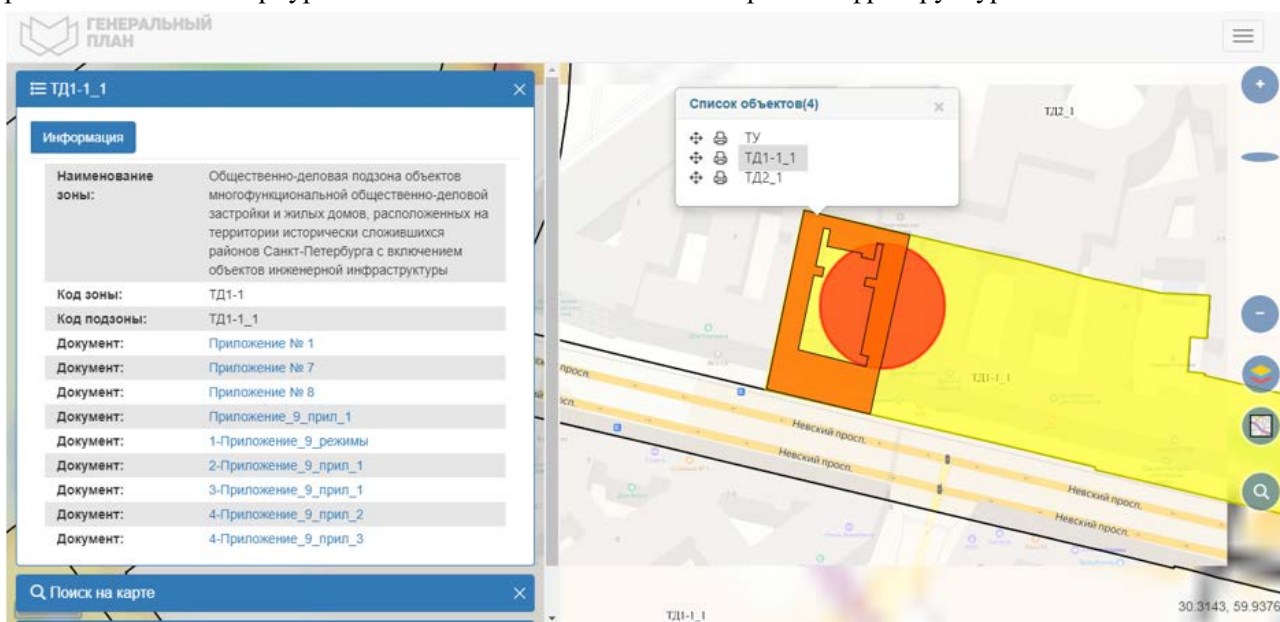 ГЕНЕРАЛЬНЫЙ
ПЛАН
ТД1-1_1
Информация
Наименование зоны:
Общественно-деловая подзона объектов
многофункциональной общественно-деловой
застройки и жилых домов, расположенных на
территории исторически сложившихся
районов Санкт-Петербурга с включением
объектов инженерной инфраструктуры
Код зоны: ТД1-1
Код подзоны: ТД1-1_1
Документ: Приложение № 1
Документ: Приложение № 7
Документ: Приложение № 8
Документ: Приложение_9_прил_1
Документ: 1-Приложение_9_режимы
Документ: 2-Приложение_9_прил_1
Документ: 3-Приложение_9_прил_1
Документ: 4-Приложение_9_прил_2
Документ: 4-Приложение_9_прил_3
Поиск на карте
Список объектов(4)
ТУ
ТД1-1_1
ТД2_1
ТД2_1
ТД1-1_1
просп.
Невский просп.
Невский просп.
Невский просп.
Невский просп.
ТД1-1_1
30.3143, 59.9376